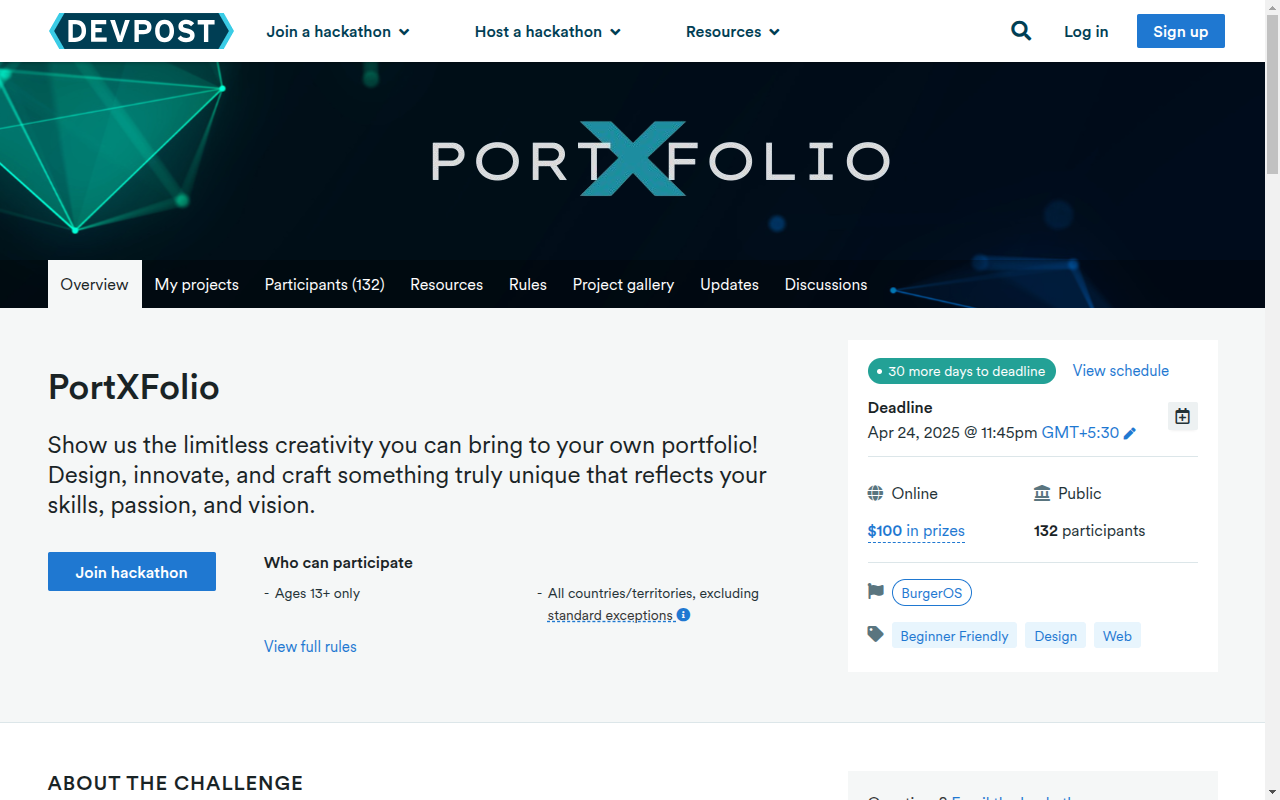 DEVPOST
Join a hackathon
Host a hackathon
Resources
Log in
Sign up
PORTXFOLIO
Overview
My projects
Participants (132)
Resources
Rules
Project gallery
Updates
Discussions
PortXFolio
Show us the limitless creativity you can bring to your own portfolio!
Design, innovate, and craft something truly unique that reflects your
skills, passion, and vision.
Join hackathon
Who can participate
- Ages 13+ only
- All countries/territories, excluding
standard exceptions
View full rules
30 more days to deadline
View schedule
Deadline
Apr 24, 2025 @ 11:45pm GMT+5:30
Online
Public
$100 in prizes
132 participants
BurgerOS
Beginner Friendly
Design
Web
ABOUT THE CHALLENGE